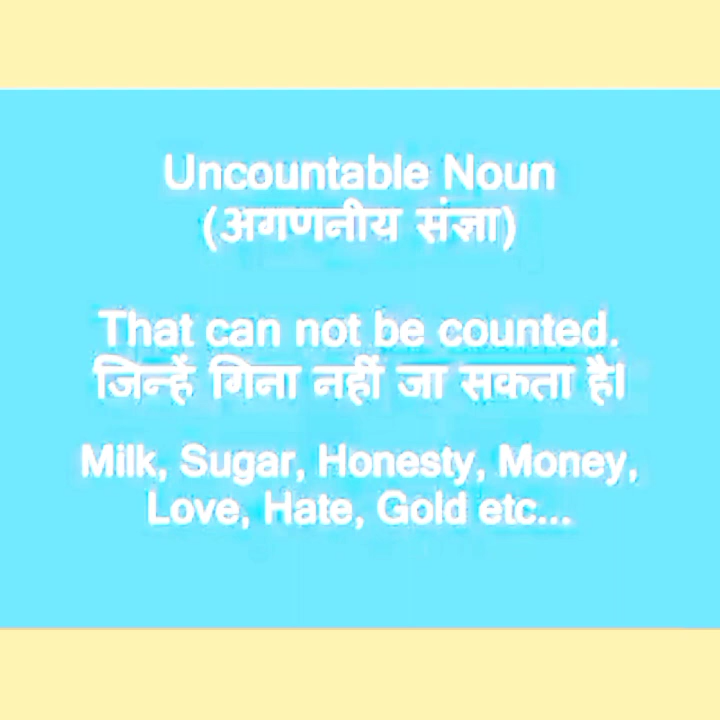 Uncountable Noun
(अगणनीय संज्ञा)
That can not be counted.
जिन्हें गिना नहीं जा सकता है।
Milk, Sugar, Honesty, Money,
Love, Hate, Gold etc...